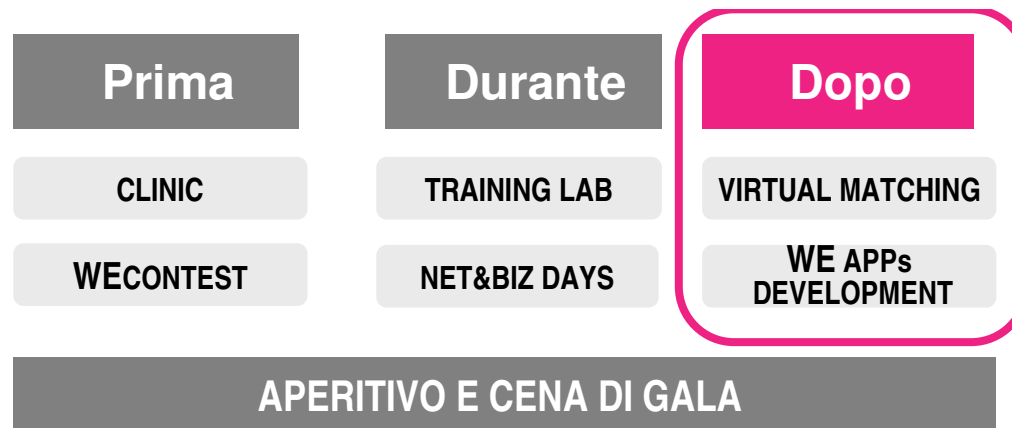 Prima
Durante
Dopo
CLINIC
TRAINING LAB
VIRTUAL MATCHING
WECONTEST
NET&BIZ DAYS
WE APPs
DEVELOPMENT
APERITIVO E CENA DI GALA